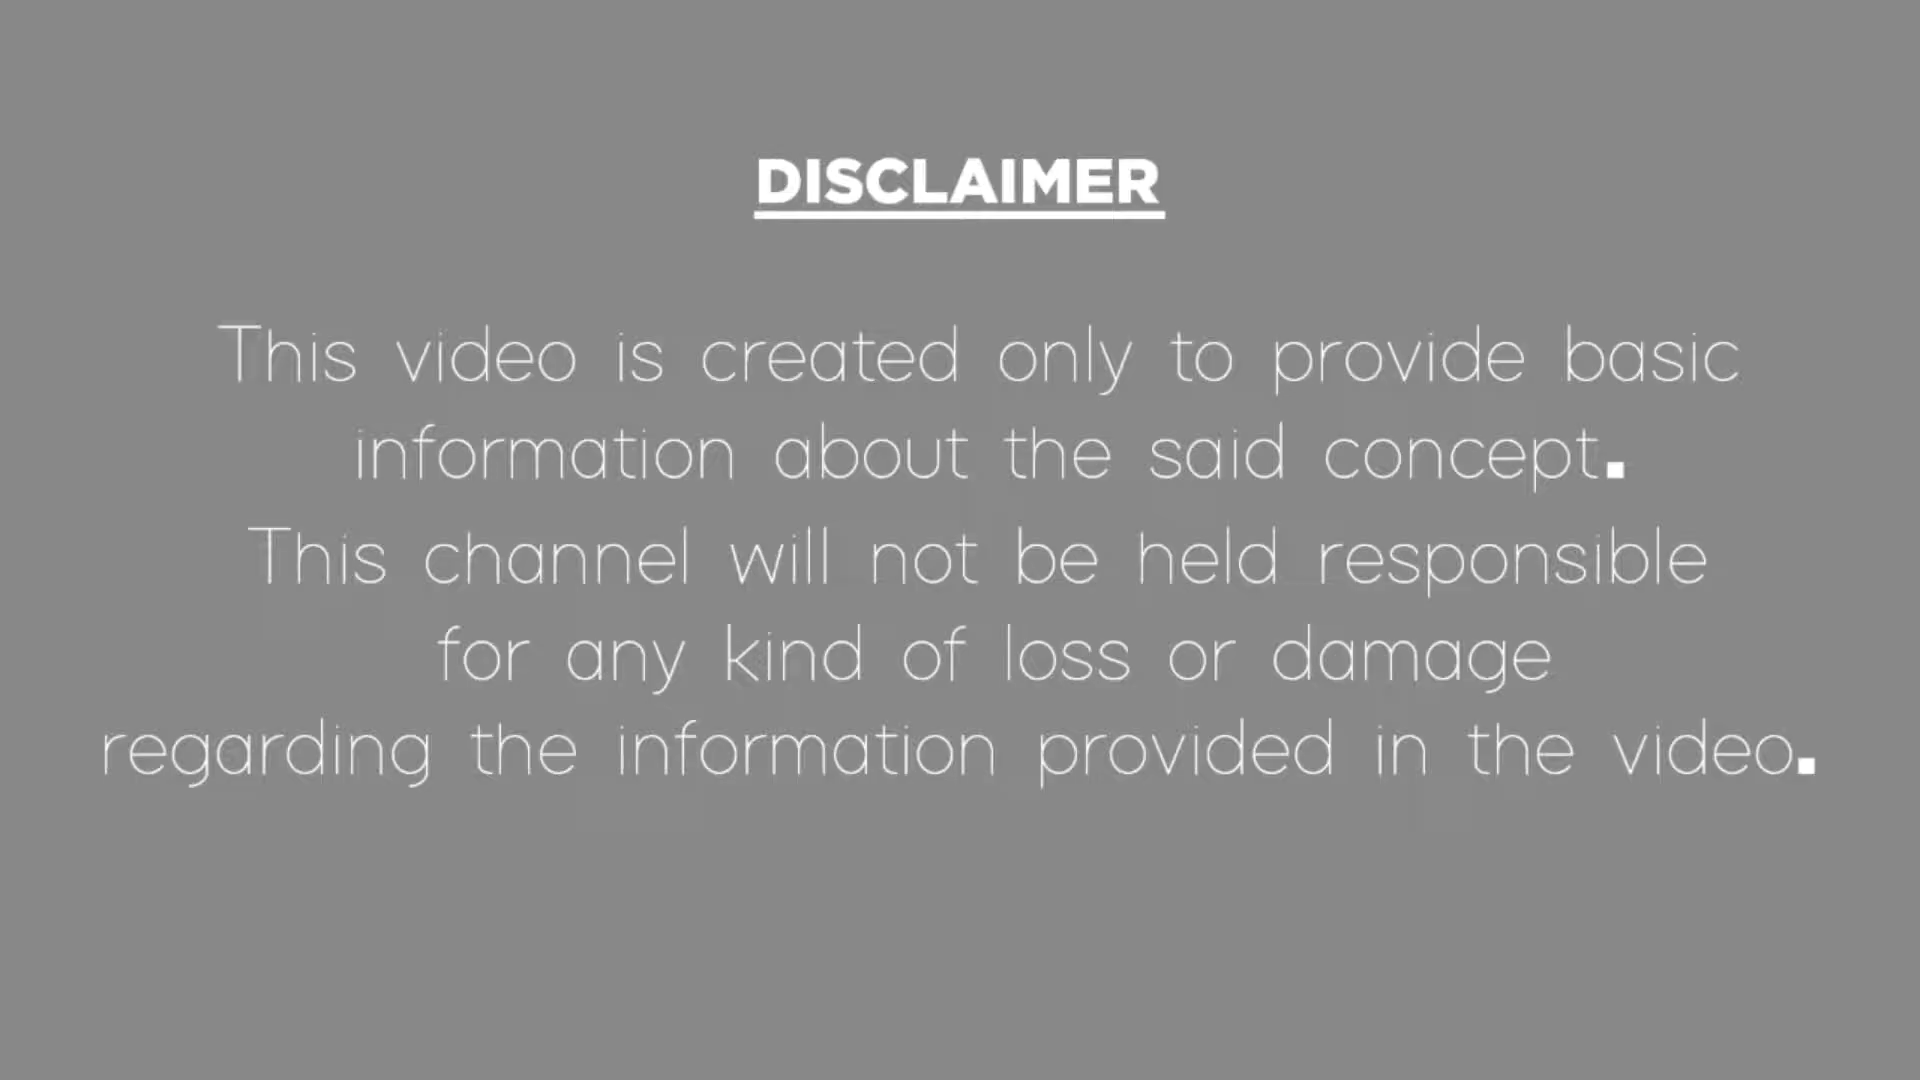 DISCLAIMER
This video is created only to provide basic
information about the said concept.
This channel will not be held responsible
for any kind of loss or damage
regarding the information provided in the video.